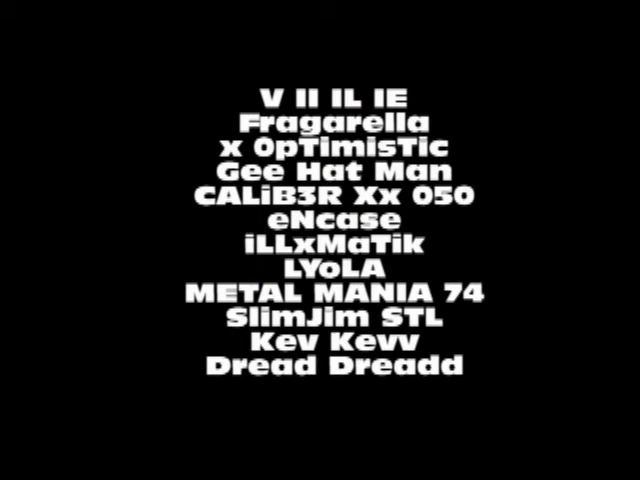 V II IL IE
Fragarella
x 0pTimisTic
Gee Hat Man
CALiB3R Xx 050
eNcase
iLLxMaTik
LYoLA
METAL MANIA 74
SlimJim STL
Kev Kevv
Dread Dreadd